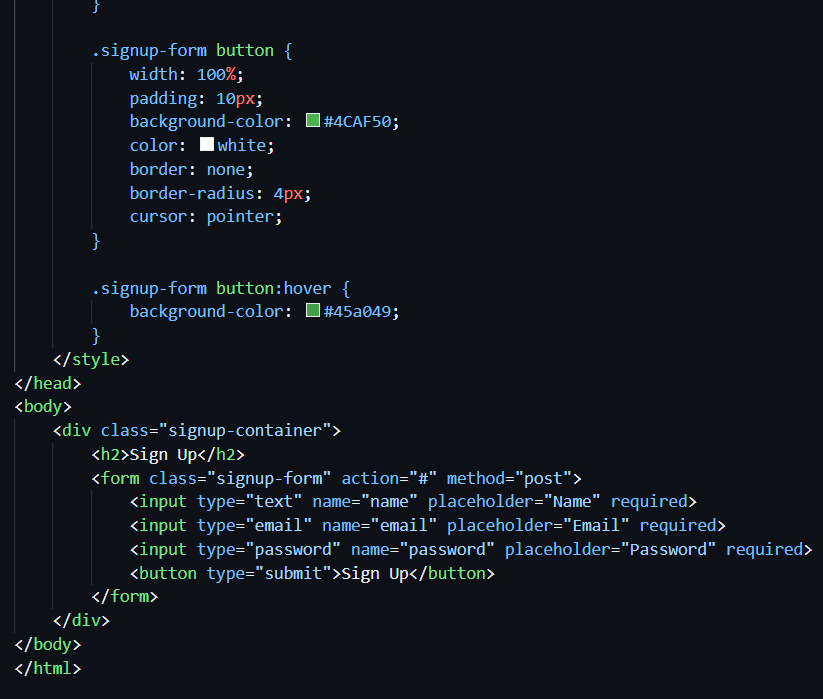 }
.signup-form button {
width: 100%;
padding: 10px;
background-color: #4CAF50;
color: white;
border: none;
border-radius: 4px;
cursor: pointer;
}
.signup-form button:hover {
background-color: #45a049;
}
</style>
</head>
<body>
<div class="signup-container">
<h2>Sign Up</h2>
<form class="signup-form" action="#" method="post">
<input type="text" name="name" placeholder="Name" required>
<input type="email" name="email" placeholder="Email" required>
<input type="password" name="password" placeholder="Password" required>
<button type="submit">Sign Up</button>
</form>
</div>
</body>
</html>